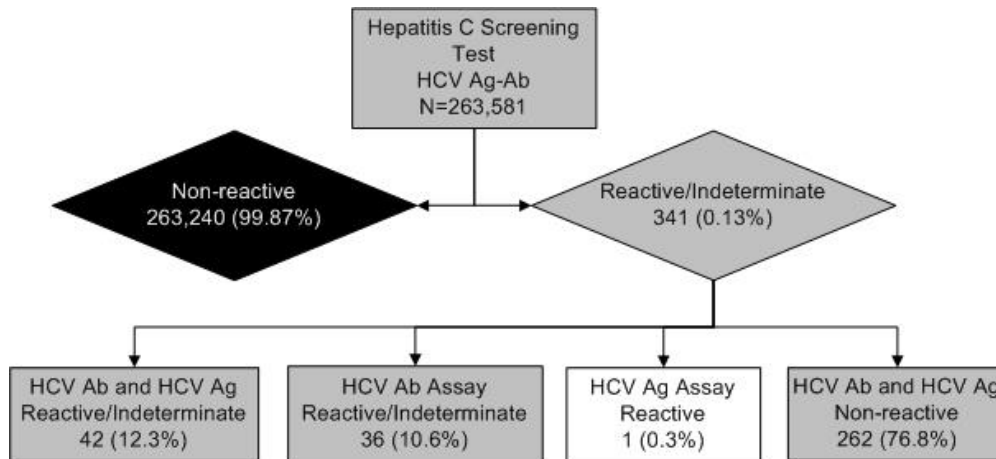 Hepatitis C Screening
Test
HCV Ag-Ab
N=263,581
Non-reactive
263,240 (99.87%)
Reactive/Indeterminate
341 (0.13%)
HCV Ab and HCV Ag
Reactive/Indeterminate
42 (12.3%)
HCV Ab Assay
Reactive/Indeterminate
36 (10.6%)
HCV Ag Assay
Reactive
1 (0.3%)
HCV Ab and HCV Ag
Non-reactive
262 (76.8%)